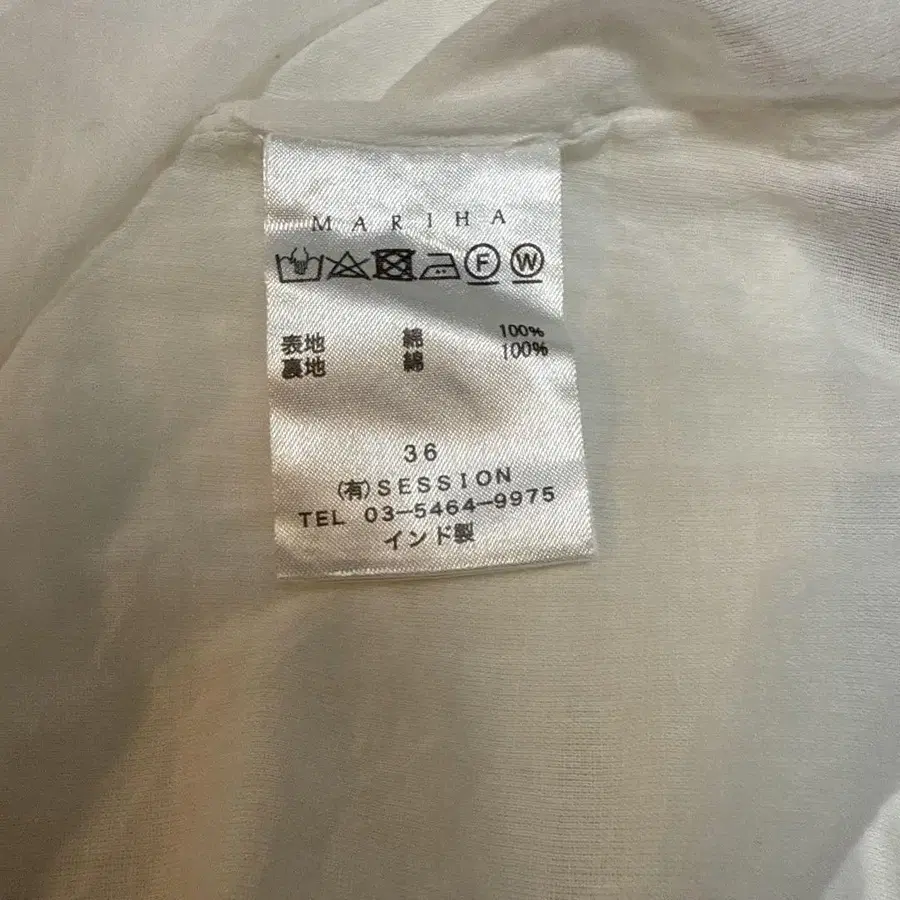 MARIHA
F W
表地 綿 100%
裏地 綿 100%
36
(有)SESSION
TEL 03-5464-9975
インド製